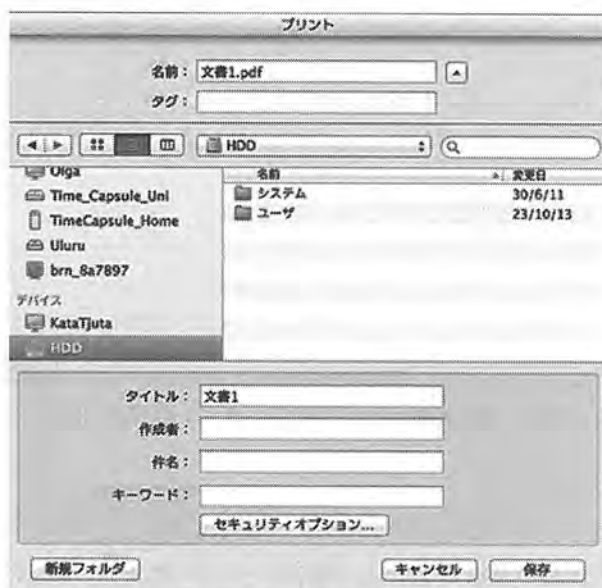 プリント
名前： 文書1.pdf
タグ：
HDD
Olga
Time_Capsule_Uni
TimeCapsule_Home
Uluru
brn_8a7897
デバイス
KataTjuta
HDD
名前 変更日
システム 30/6/11
ユーザ 23/10/13
タイトル： 文書1
作成者：
件名：
キーワード：
セキュリティオプション...
新規フォルダ キャンセル 保存